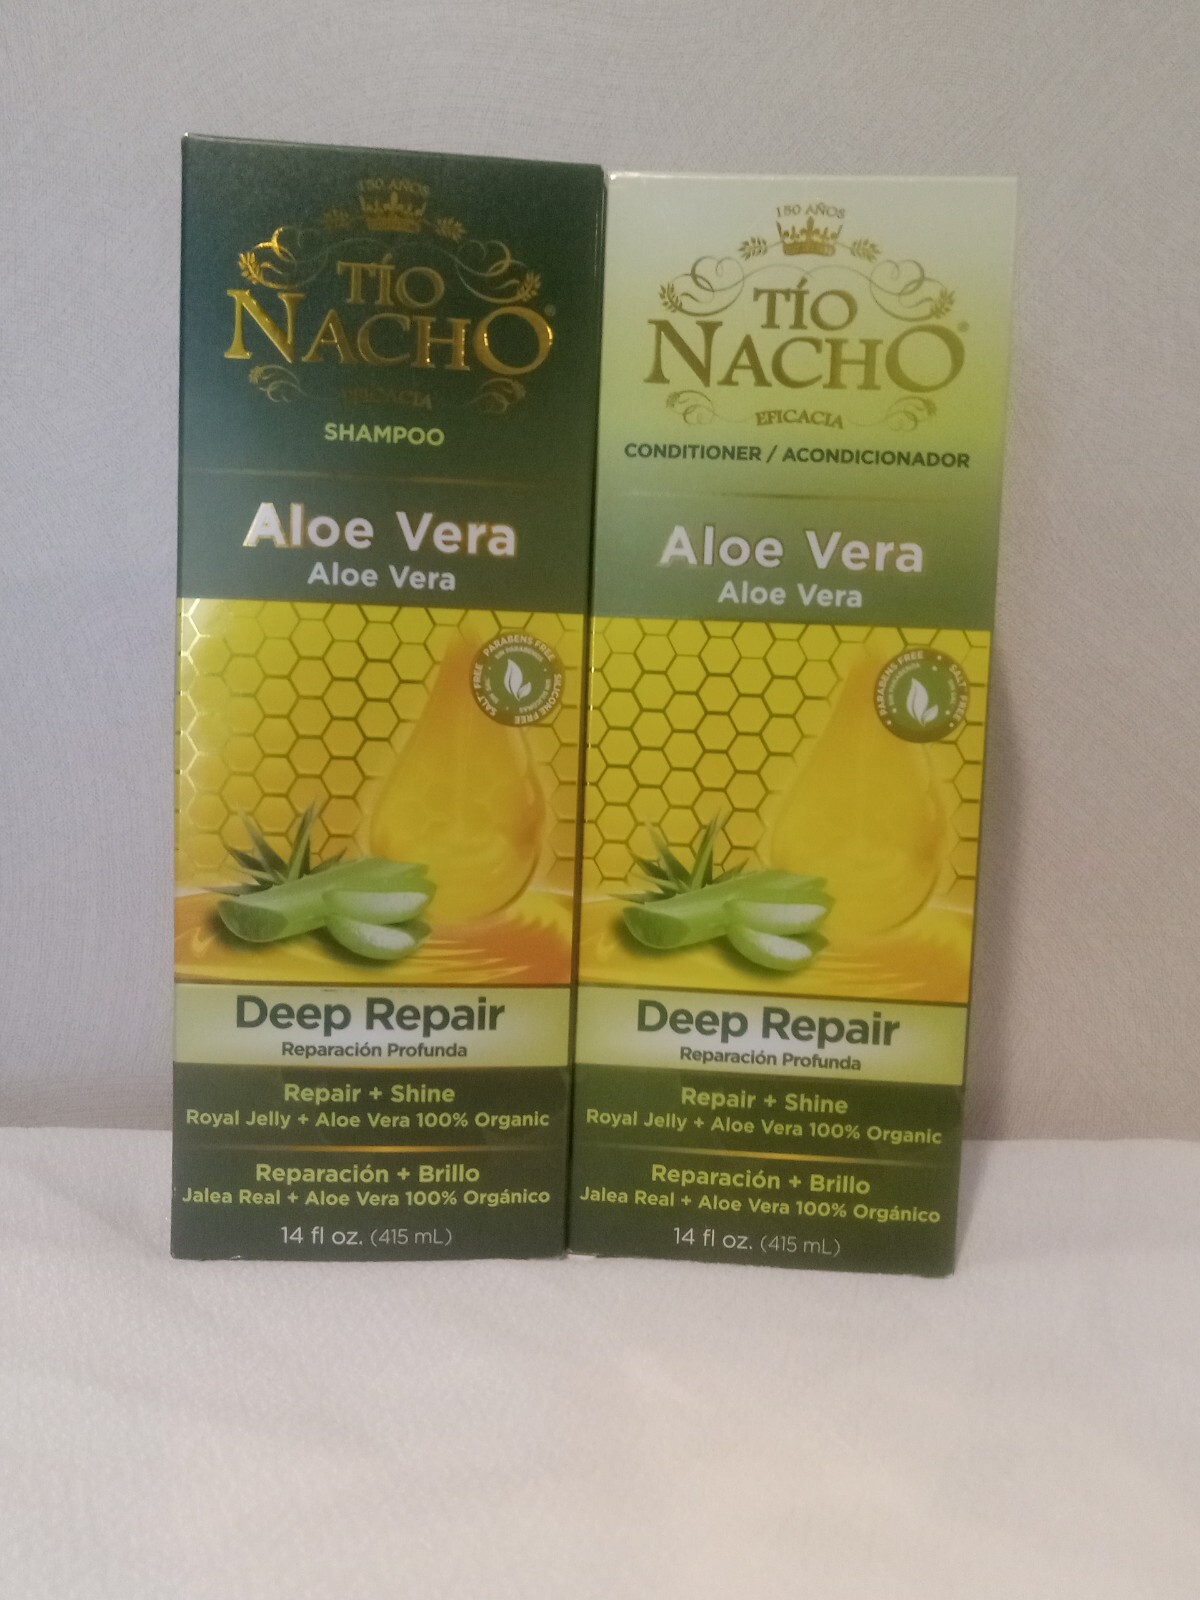 150 AÑOS
TÍO
NACHO®
EFICACIA
SHAMPOO
Aloe Vera
Aloe Vera
PARABENS FREE
SIN PARABENOS
SILICONE FREE
SALT* FREE
Deep Repair
Reparación Profunda
Repair + Shine
Royal Jelly + Aloe Vera 100% Organic
Reparación + Brillo
Jalea Real + Aloe Vera 100% Orgánico
14 fl oz. (415 mL)
150 AÑOS
TÍO
NACHO®
EFICACIA
CONDITIONER / ACONDICIONADOR
Aloe Vera
Aloe Vera
PARABENS FREE
SIN PARABENOS
SALT* FREE
Deep Repair
Reparación Profunda
Repair + Shine
Royal Jelly + Aloe Vera 100% Organic
Reparación + Brillo
Jalea Real + Aloe Vera 100% Orgánico
14 fl oz. (415 mL)